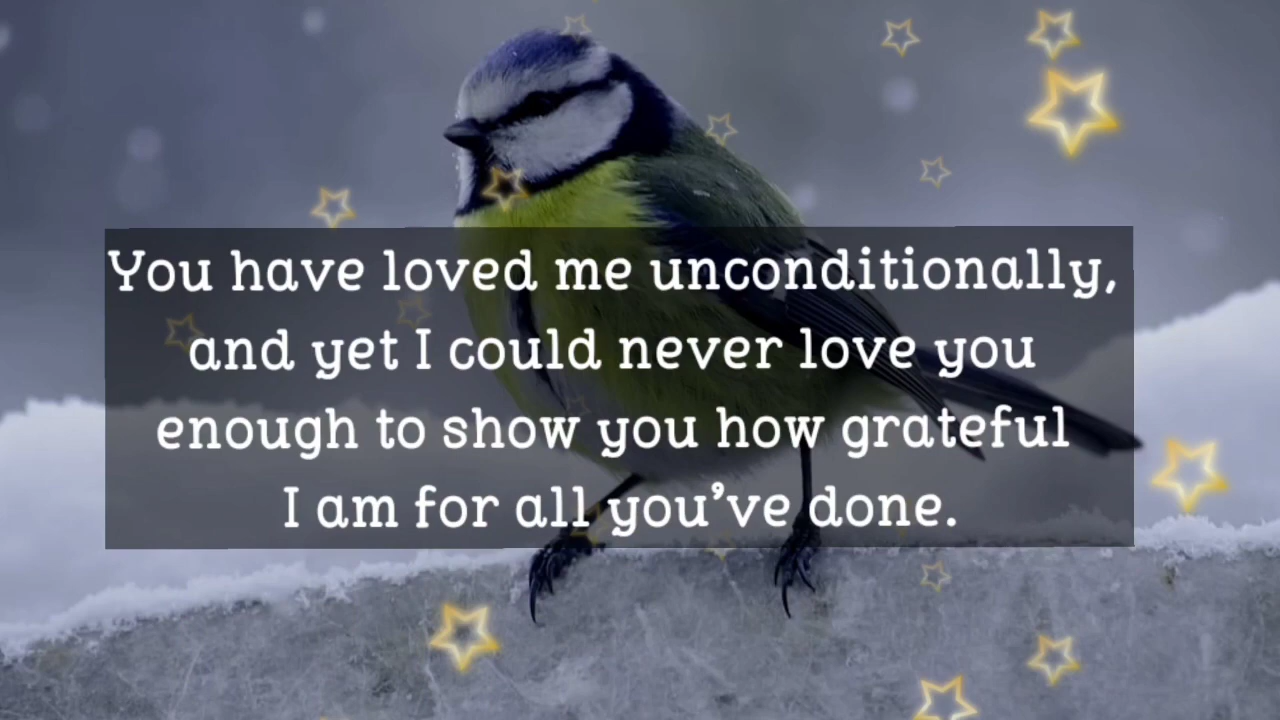 You have loved me unconditionally,
and yet I could never love you
enough to show you how grateful
I am for all you’ve done.